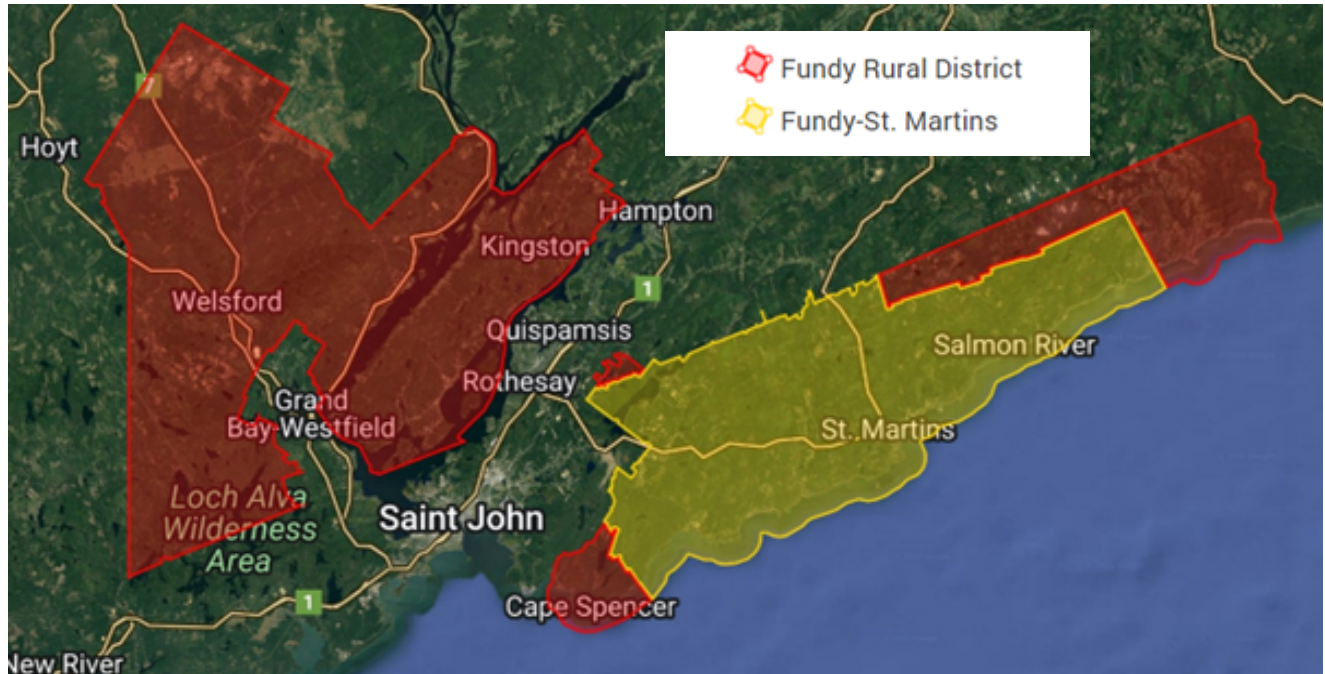 Fundy Rural District
Fundy-St. Martins
7
Hoyt
Hampton
Kingston
1
Welsford
Quispamsis
Salmon River
Rothesay
Grand
Bay-Westfield
St. Martins
Loch Alva
Wilderness
Area
Saint John
1
Cape Spencer
New River